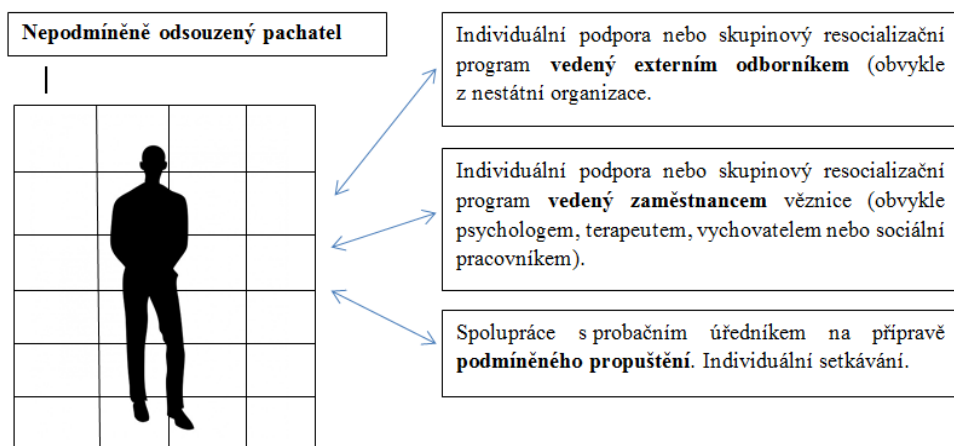 Nepodmíněně odsouzený pachatel
Individuální podpora nebo skupinový resocializační
program vedený externím odborníkem (obvykle
z nestátní organizace.
Individuální podpora nebo skupinový resocializační
program vedený zaměstnancem věznice (obvykle
psychologem, terapeutem, vychovatelem nebo sociální
pracovníkem).
Spolupráce s probačním úředníkem na přípravě
podmíněného propuštění. Individuální setkávání.